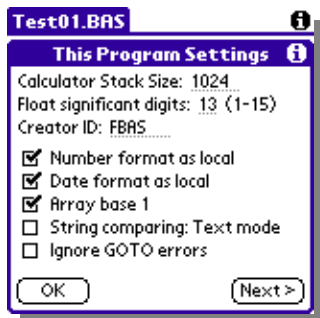 Test01.BAS
This Program Settings
Calculator Stack Size: 1024
Float significant digits: 13 (1-15)
Creator ID: FBAS
Number format as local
Date format as local
Array base 1
String comparing: Text mode
Ignore GOTO errors
OK
Next >